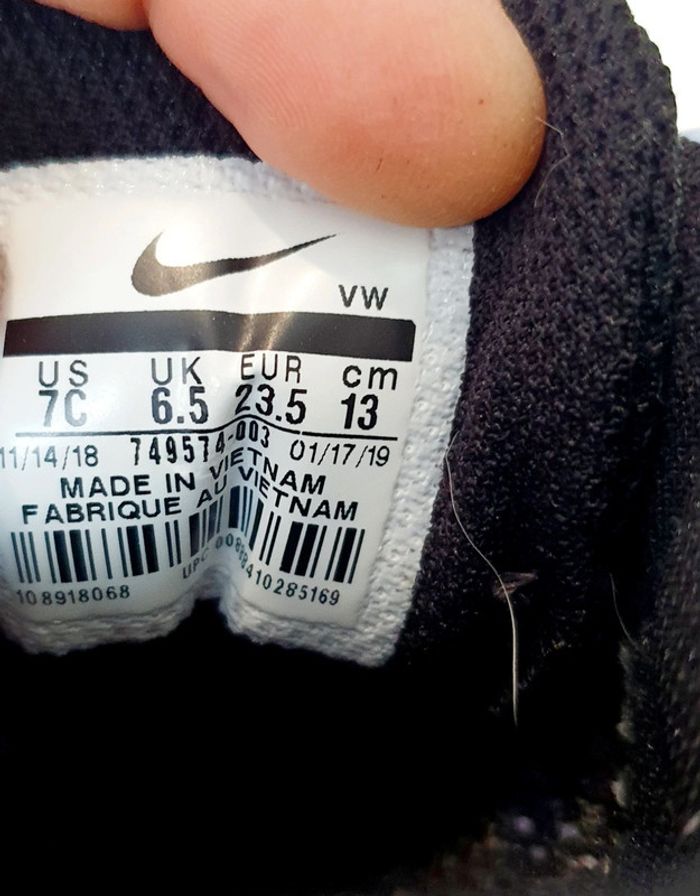 VW
US UK EUR cm
7C 6.5 23.5 13
11/14/18 749574-003 01/17/19
MADE IN VIETNAM
FABRIQUE AU VIETNAM
UPC
108918068